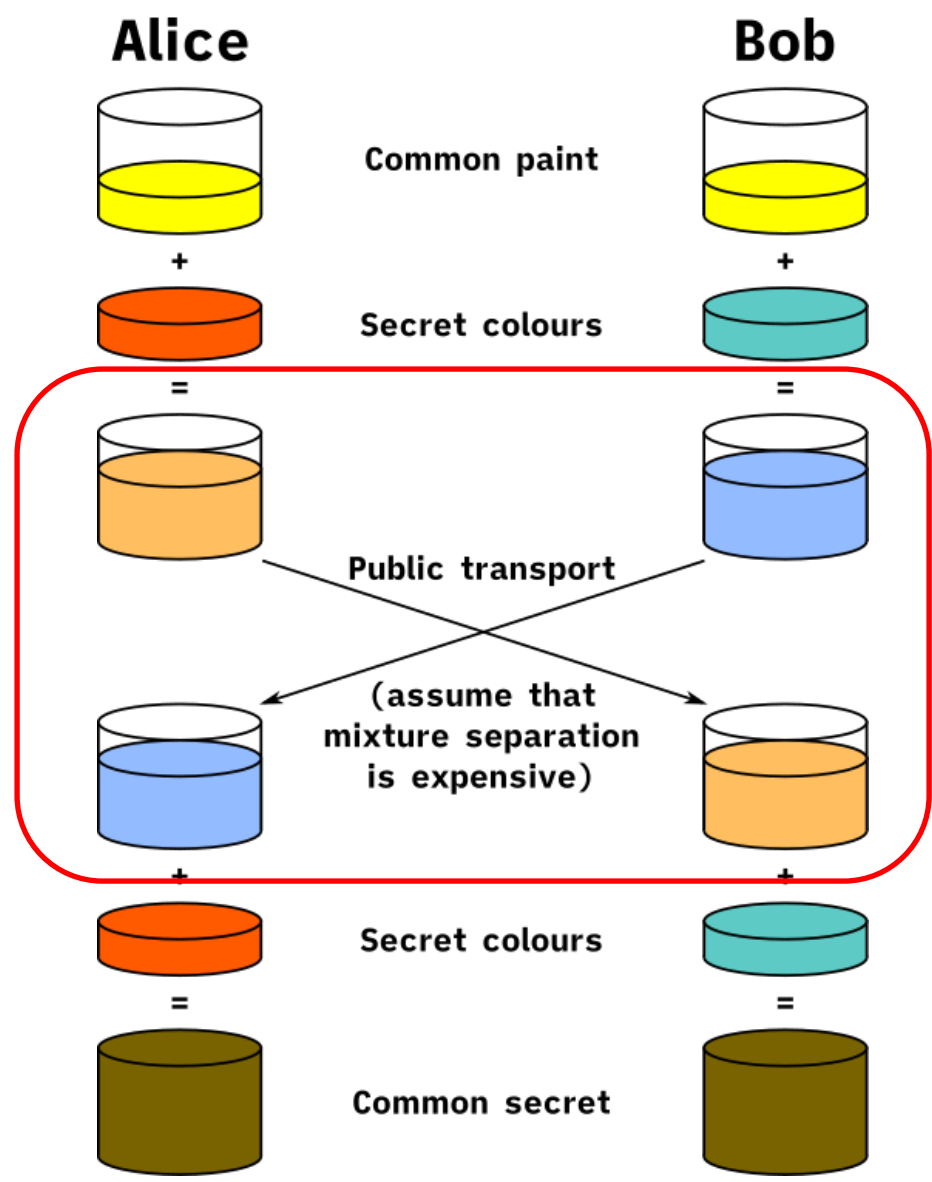 Alice Bob
Common paint
+ +
Secret colours
= =
Public transport
(assume that
mixture separation
is expensive)
+ +
Secret colours
= =
Common secret